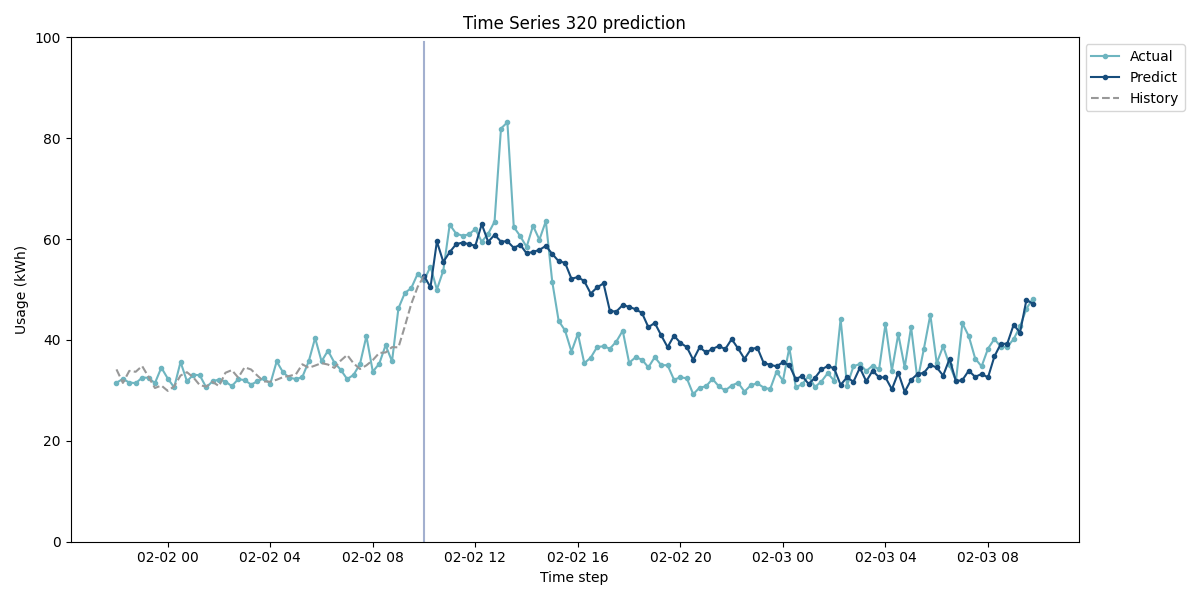 Time Series 320 prediction
Usage (kWh)
100
80
60
40
20
0
02-02 00
02-02 04
02-02 08
02-02 12
02-02 16
02-02 20
02-03 00
02-03 04
02-03 08
Time step
Actual
Predict
History